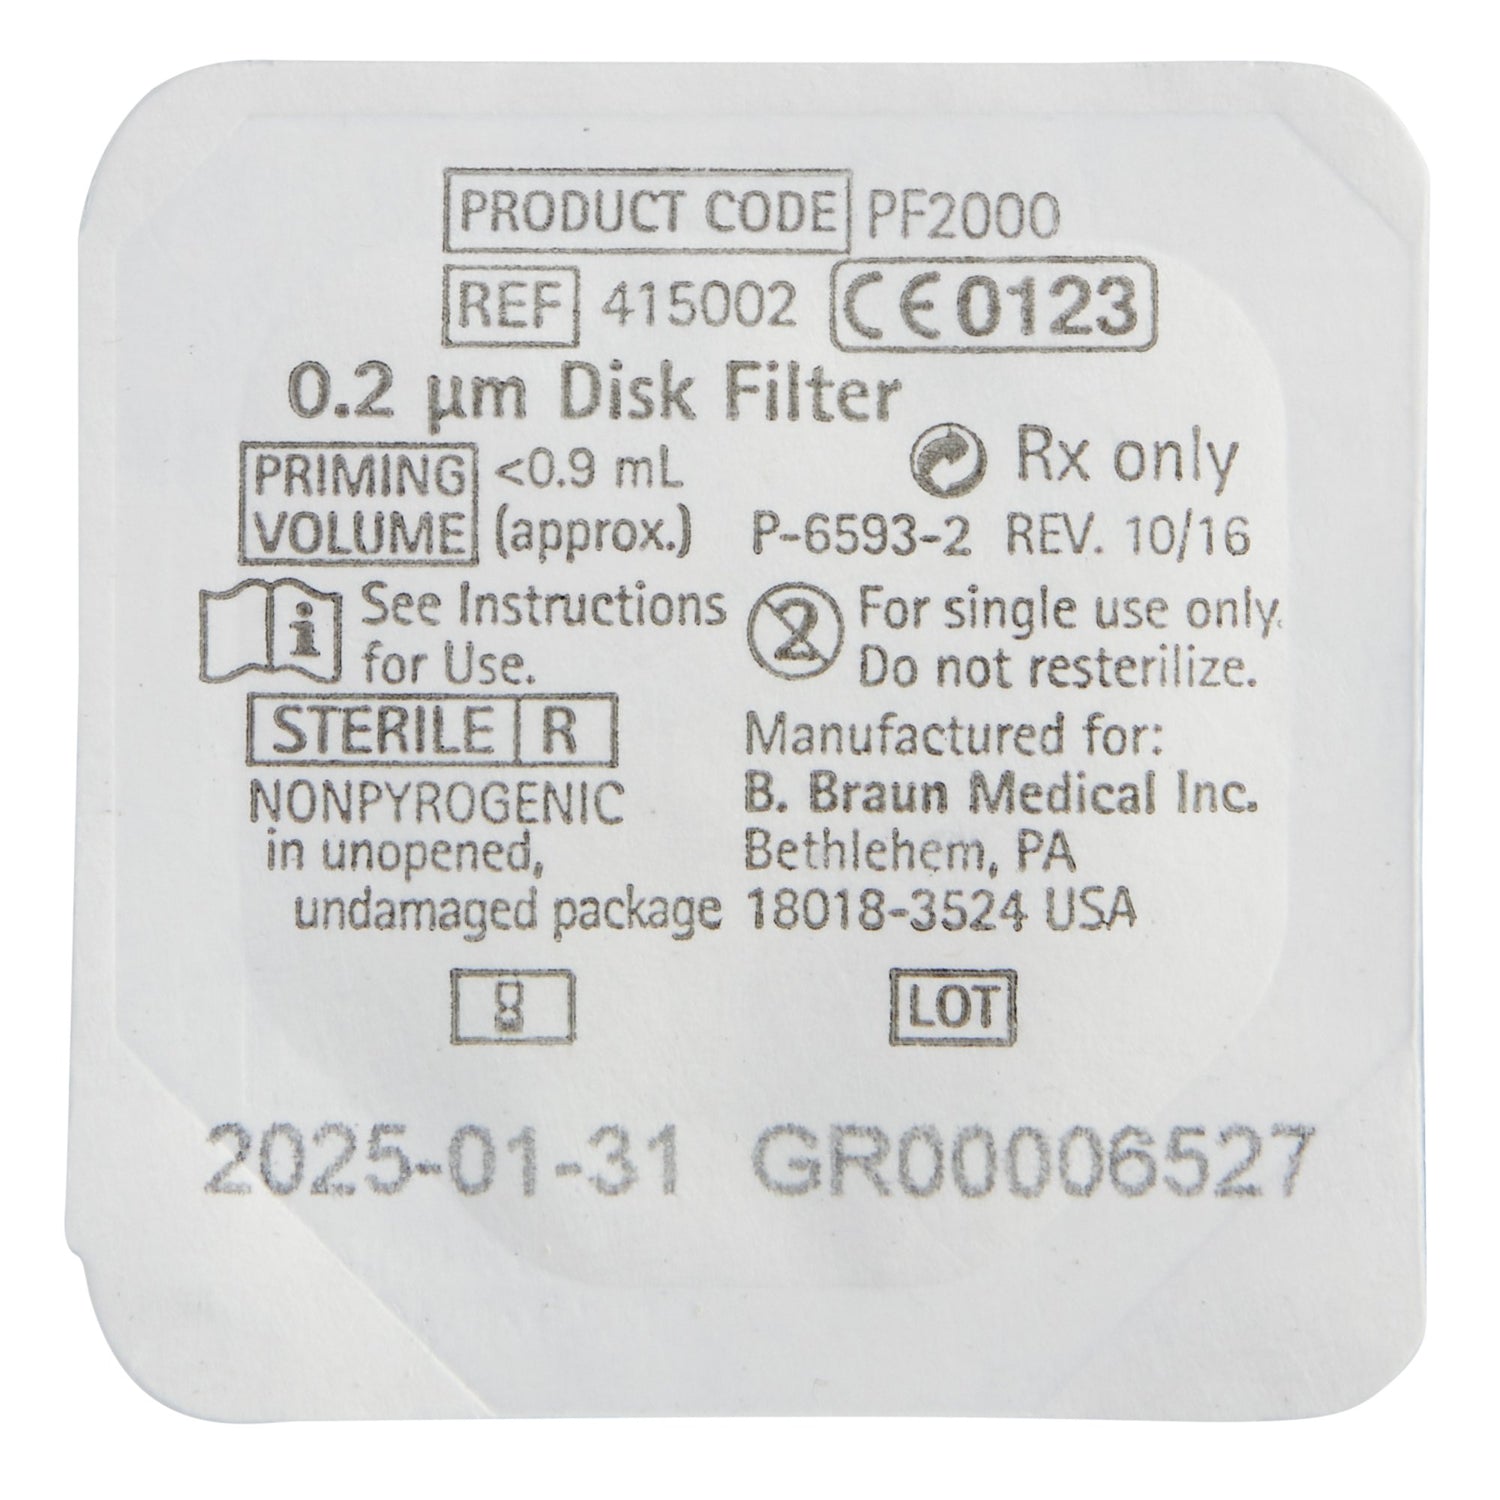 PRODUCT CODE PF2000
REF 415002 CE 0123
0.2 µm Disk Filter
PRIMING VOLUME <0.9 mL (approx.)
Rx only
P-6593-2 REV. 10/16
See Instructions
for Use.
2 For single use only.
Do not resterilize.
STERILE R
NONPYROGENIC
in unopened,
undamaged package
Manufactured for:
B. Braun Medical Inc.
Bethlehem, PA
18018-3524 USA
LOT
2025-01-31 GR00006527